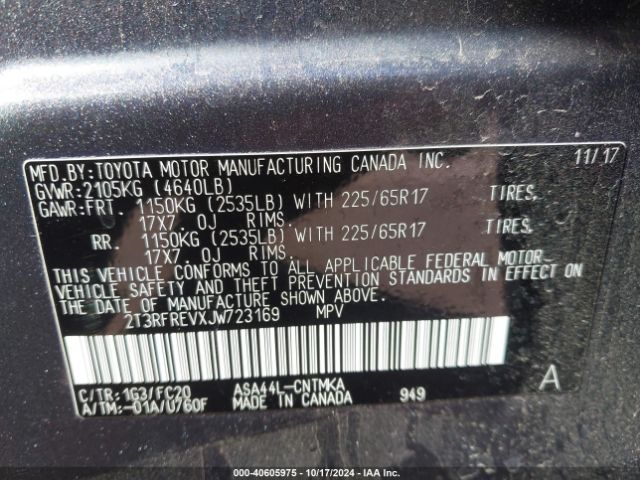 MFD.BY:TOYOTA MOTOR MANUFACTURING CANADA INC. 11/17
GVWR:2105KG (4640LB)
GAWR:FRT. 1150KG (2535LB) WITH 225/65R17 TIRES,
17X7.0J RIMS.
RR. 1150KG (2535LB) WITH 225/65R17 TIRES,
17X7.0J RIMS.
THIS VEHICLE CONFORMS TO ALL APPLICABLE FEDERAL MOTOR
VEHICLE SAFETY AND THEFT PREVENTION STANDARDS IN EFFECT ON
THE DATE OF MANUFACTURE SHOWN ABOVE.
2T3RFREVXJW723169 MPV
C/TR:1G3/FC20 ASA44L-CNTMKA A
A/TM:-01A/U760F MADE IN CANADA 949
000-40605975 | 10/17/2024 | IAA Inc.